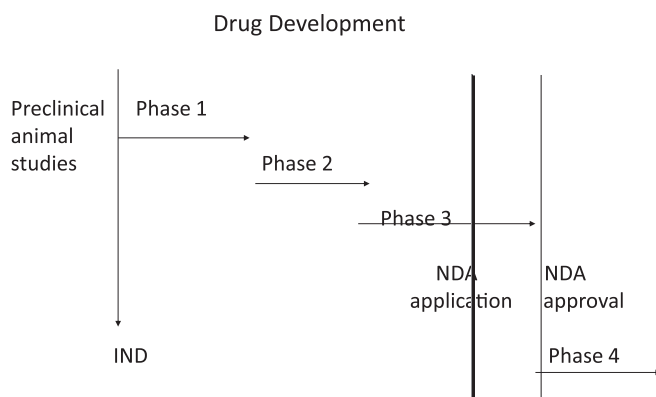 Drug Development
Preclinical
animal
studies
Phase 1
Phase 2
Phase 3
NDA
application
NDA
approval
IND
Phase 4